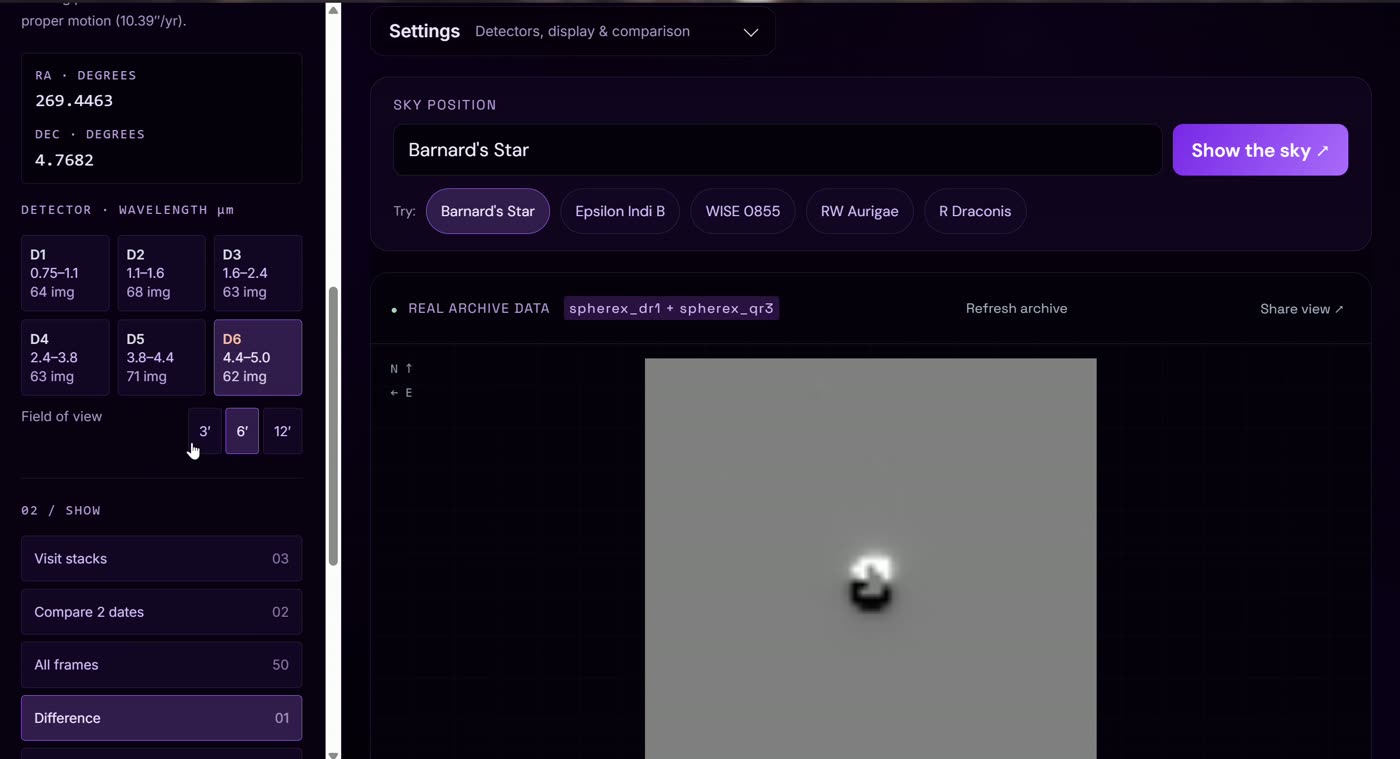 proper motion (10.39″/yr).
RA · DEGREES
269.4463
DEC · DEGREES
4.7682
DETECTOR · WAVELENGTH µm
D1
0.75–1.1
64 img
D2
1.1–1.6
68 img
D3
1.6–2.4
63 img
D4
2.4–3.8
63 img
D5
3.8–4.4
71 img
D6
4.4–5.0
62 img
Field of view
3′
6′
12′
02 / SHOW
Visit stacks 03
Compare 2 dates 02
All frames 50
Difference 01
Settings Detectors, display & comparison
SKY POSITION
Barnard's Star
Show the sky ↗
Try: Barnard's Star Epsilon Indi B WISE 0855 RW Aurigae R Draconis
REAL ARCHIVE DATA spherex_dr1 + spherex_qr3 Refresh archive Share view ↗
N ↑
← E